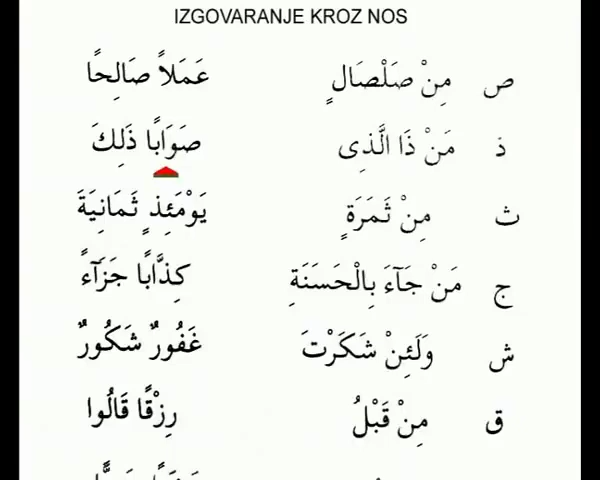 IZGOVARANJE KROZ NOS
ص مِنْ صَلْصَالٍ عَمَلاً صَالِحًا
ذ مَنْ ذَا الَّذِى صَوَابًا ذَلِكَ
ث مِنْ ثَمَرَةٍ يَوْمَئِذٍ ثَمَانِيَةَ
ج مَنْ جَآءَ بِالْحَسَنَةِ كِذَّابًا جَزَآءً
ش وَلَئِنْ شَكَرْتَ غَفُورٌ شَكُورٌ
ق مِنْ قَبْلُ رِزْقًا قَالُوا